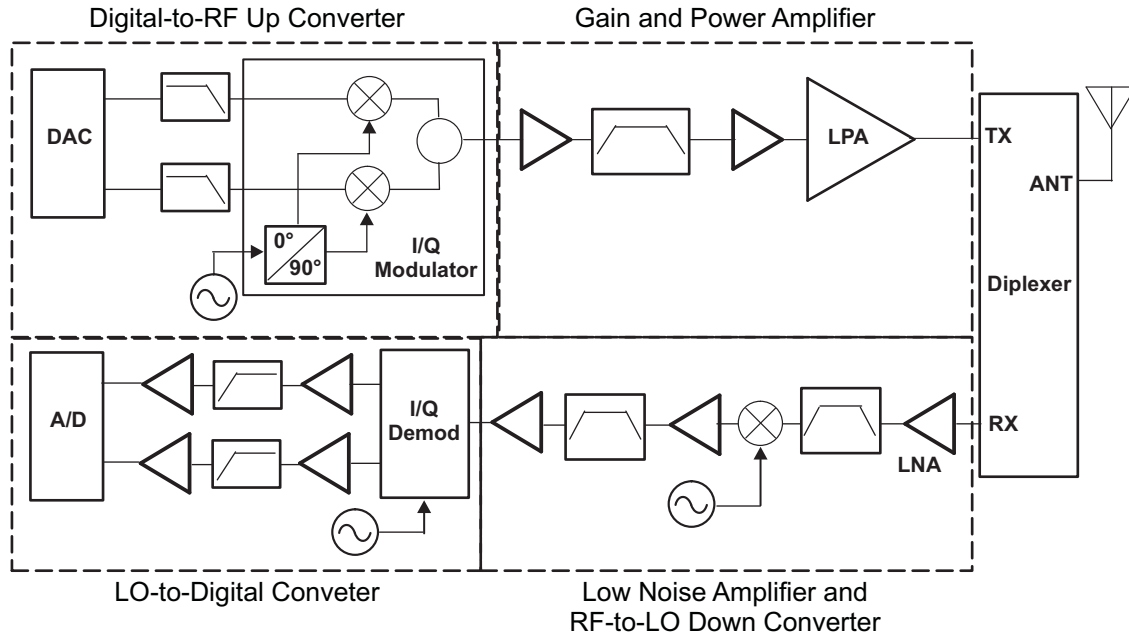 Digital-to-RF Up Converter
Gain and Power Amplifier
DAC
0°
90°
I/Q
Modulator
LPA
TX
ANT
Diplexer
RX
A/D
I/Q
Demod
LNA
LO-to-Digital Conveter
Low Noise Amplifier and
RF-to-LO Down Converter